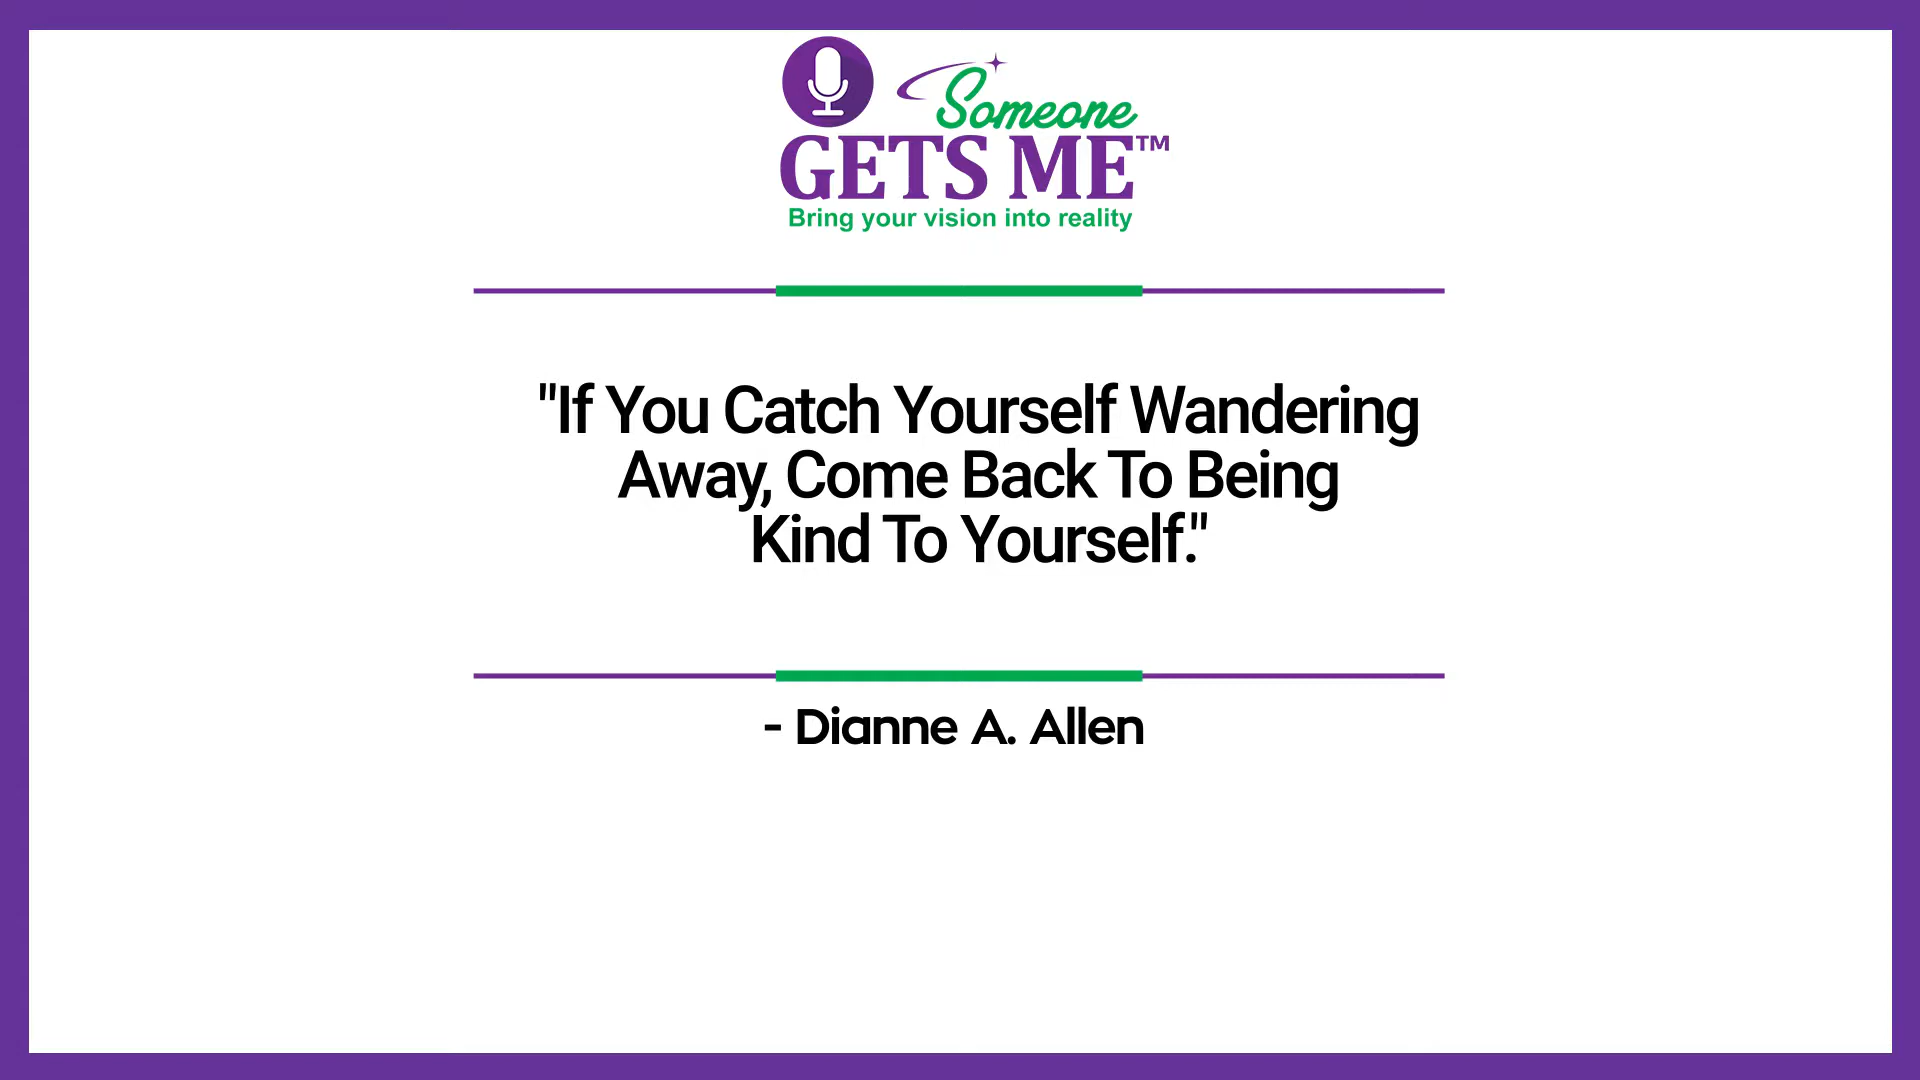 Someone
GETS ME™
Bring your vision into reality
"If You Catch Yourself Wandering
Away, Come Back To Being
Kind To Yourself."
- Dianne A. Allen